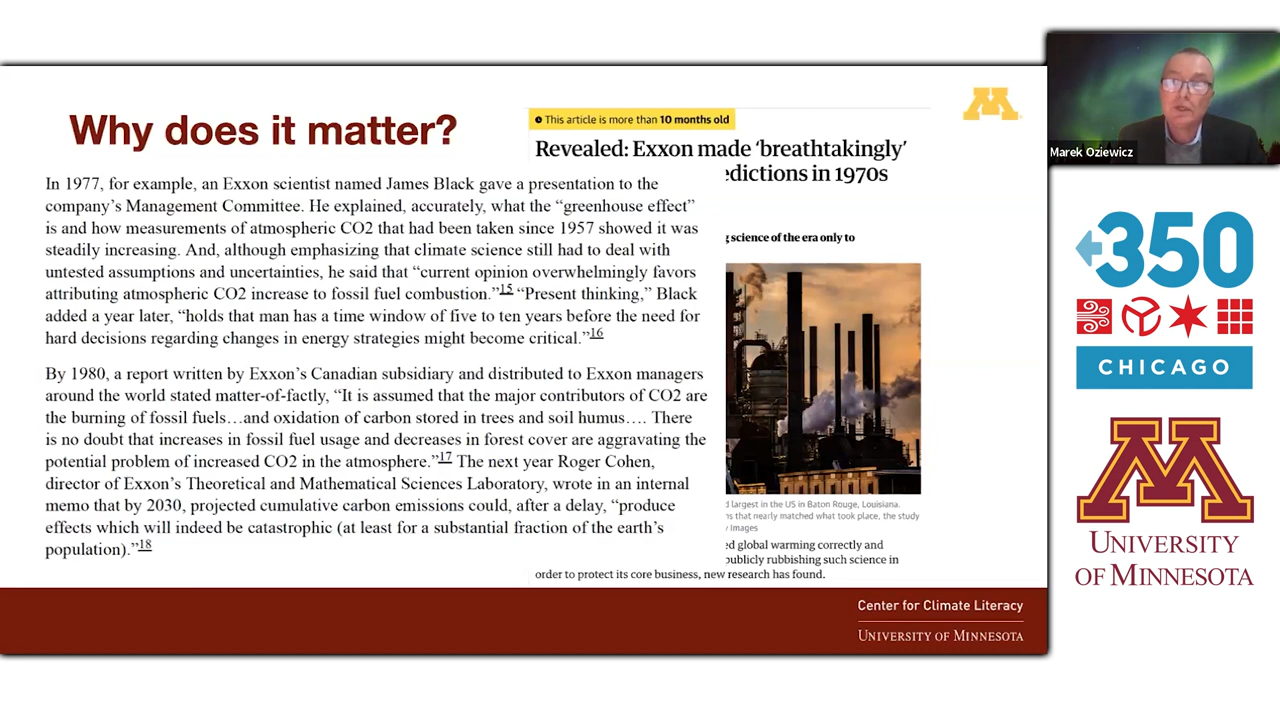 Why does it matter?
In 1977, for example, an Exxon scientist named James Black gave a presentation to the
company's Management Committee. He explained, accurately, what the “greenhouse effect”
is and how measurements of atmospheric CO2 that had been taken since 1957 showed it was
steadily increasing. And, although emphasizing that climate science still had to deal with
untested assumptions and uncertainties, he said that “current opinion overwhelmingly favors
attributing atmospheric CO2 increase to fossil fuel combustion.”15 “Present thinking,” Black
added a year later, “holds that man has a time window of five to ten years before the need for
hard decisions regarding changes in energy strategies might become critical.”16
By 1980, a report written by Exxon's Canadian subsidiary and distributed to Exxon managers
around the world stated matter-of-factly, “It is assumed that the major contributors of CO2 are
the burning of fossil fuels…and oxidation of carbon stored in trees and soil humus…. There
is no doubt that increases in fossil fuel usage and decreases in forest cover are aggravating the
potential problem of increased CO2 in the atmosphere.”17 The next year Roger Cohen,
director of Exxon's Theoretical and Mathematical Sciences Laboratory, wrote in an internal
memo that by 2030, projected cumulative carbon emissions could, after a delay, “produce
effects which will indeed be catastrophic (at least for a substantial fraction of the earth's
population).”18
This article is more than 10 months old
Revealed: Exxon made ‘breathtakingly’
edictions in 1970s
science of the era only to
largest in the US in Baton Rouge, Louisiana.
that nearly matched what took place, the study
Images
ed global warming correctly and
publicly rubbishing such science in
order to protect its core business, new research has found.
M
Center for Climate Literacy
UNIVERSITY OF MINNESOTA
Marek Oziewicz
350
CHICAGO
M
UNIVERSITY
OF MINNESOTA